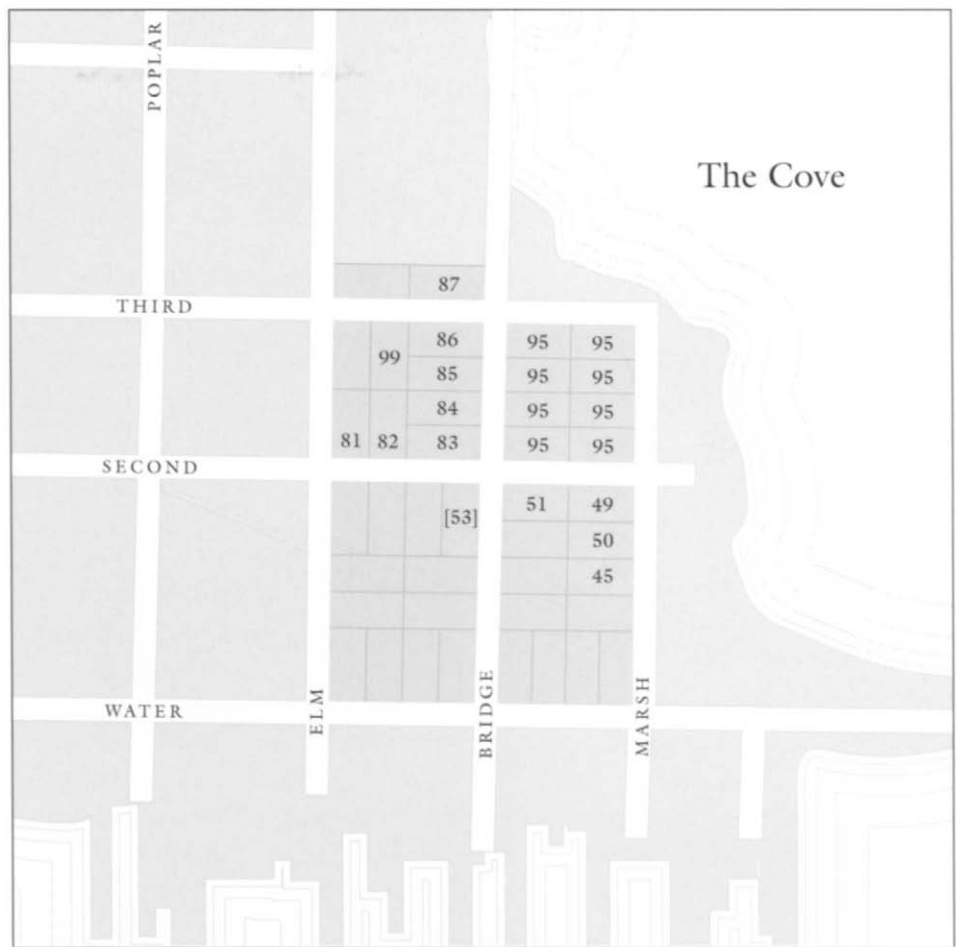 POPLAR
The Cove
87
THIRD
86 95 95
99
85 95 95
84 95 95
81 82 83 95 95
SECOND
[53] 51 49
50
45
WATER
ELM
BRIDGE
MARSH